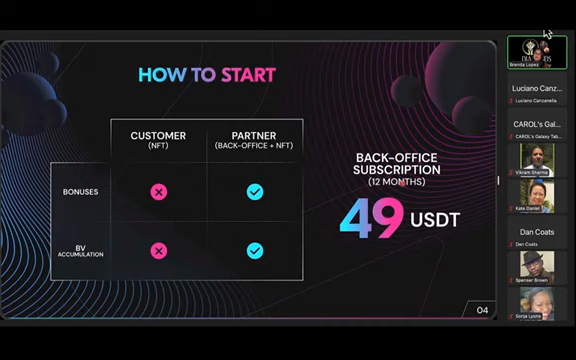 HOW TO START
CUSTOMER
(NFT)
PARTNER
(BACK-OFFICE + NFT)
BONUSES
BV
ACCUMULATION
BACK-OFFICE
SUBSCRIPTION
(12 MONTHS)
49 USDT
04
Brenda Lopez
Luciano Canz...
Luciano Canzanella
CAROL's Gal...
CAROL's Galaxy Tab...
Vikram Sharma
Kate Daniel
Dan Coats
Dan Coats
Spenser Brown
Sonja Lyons